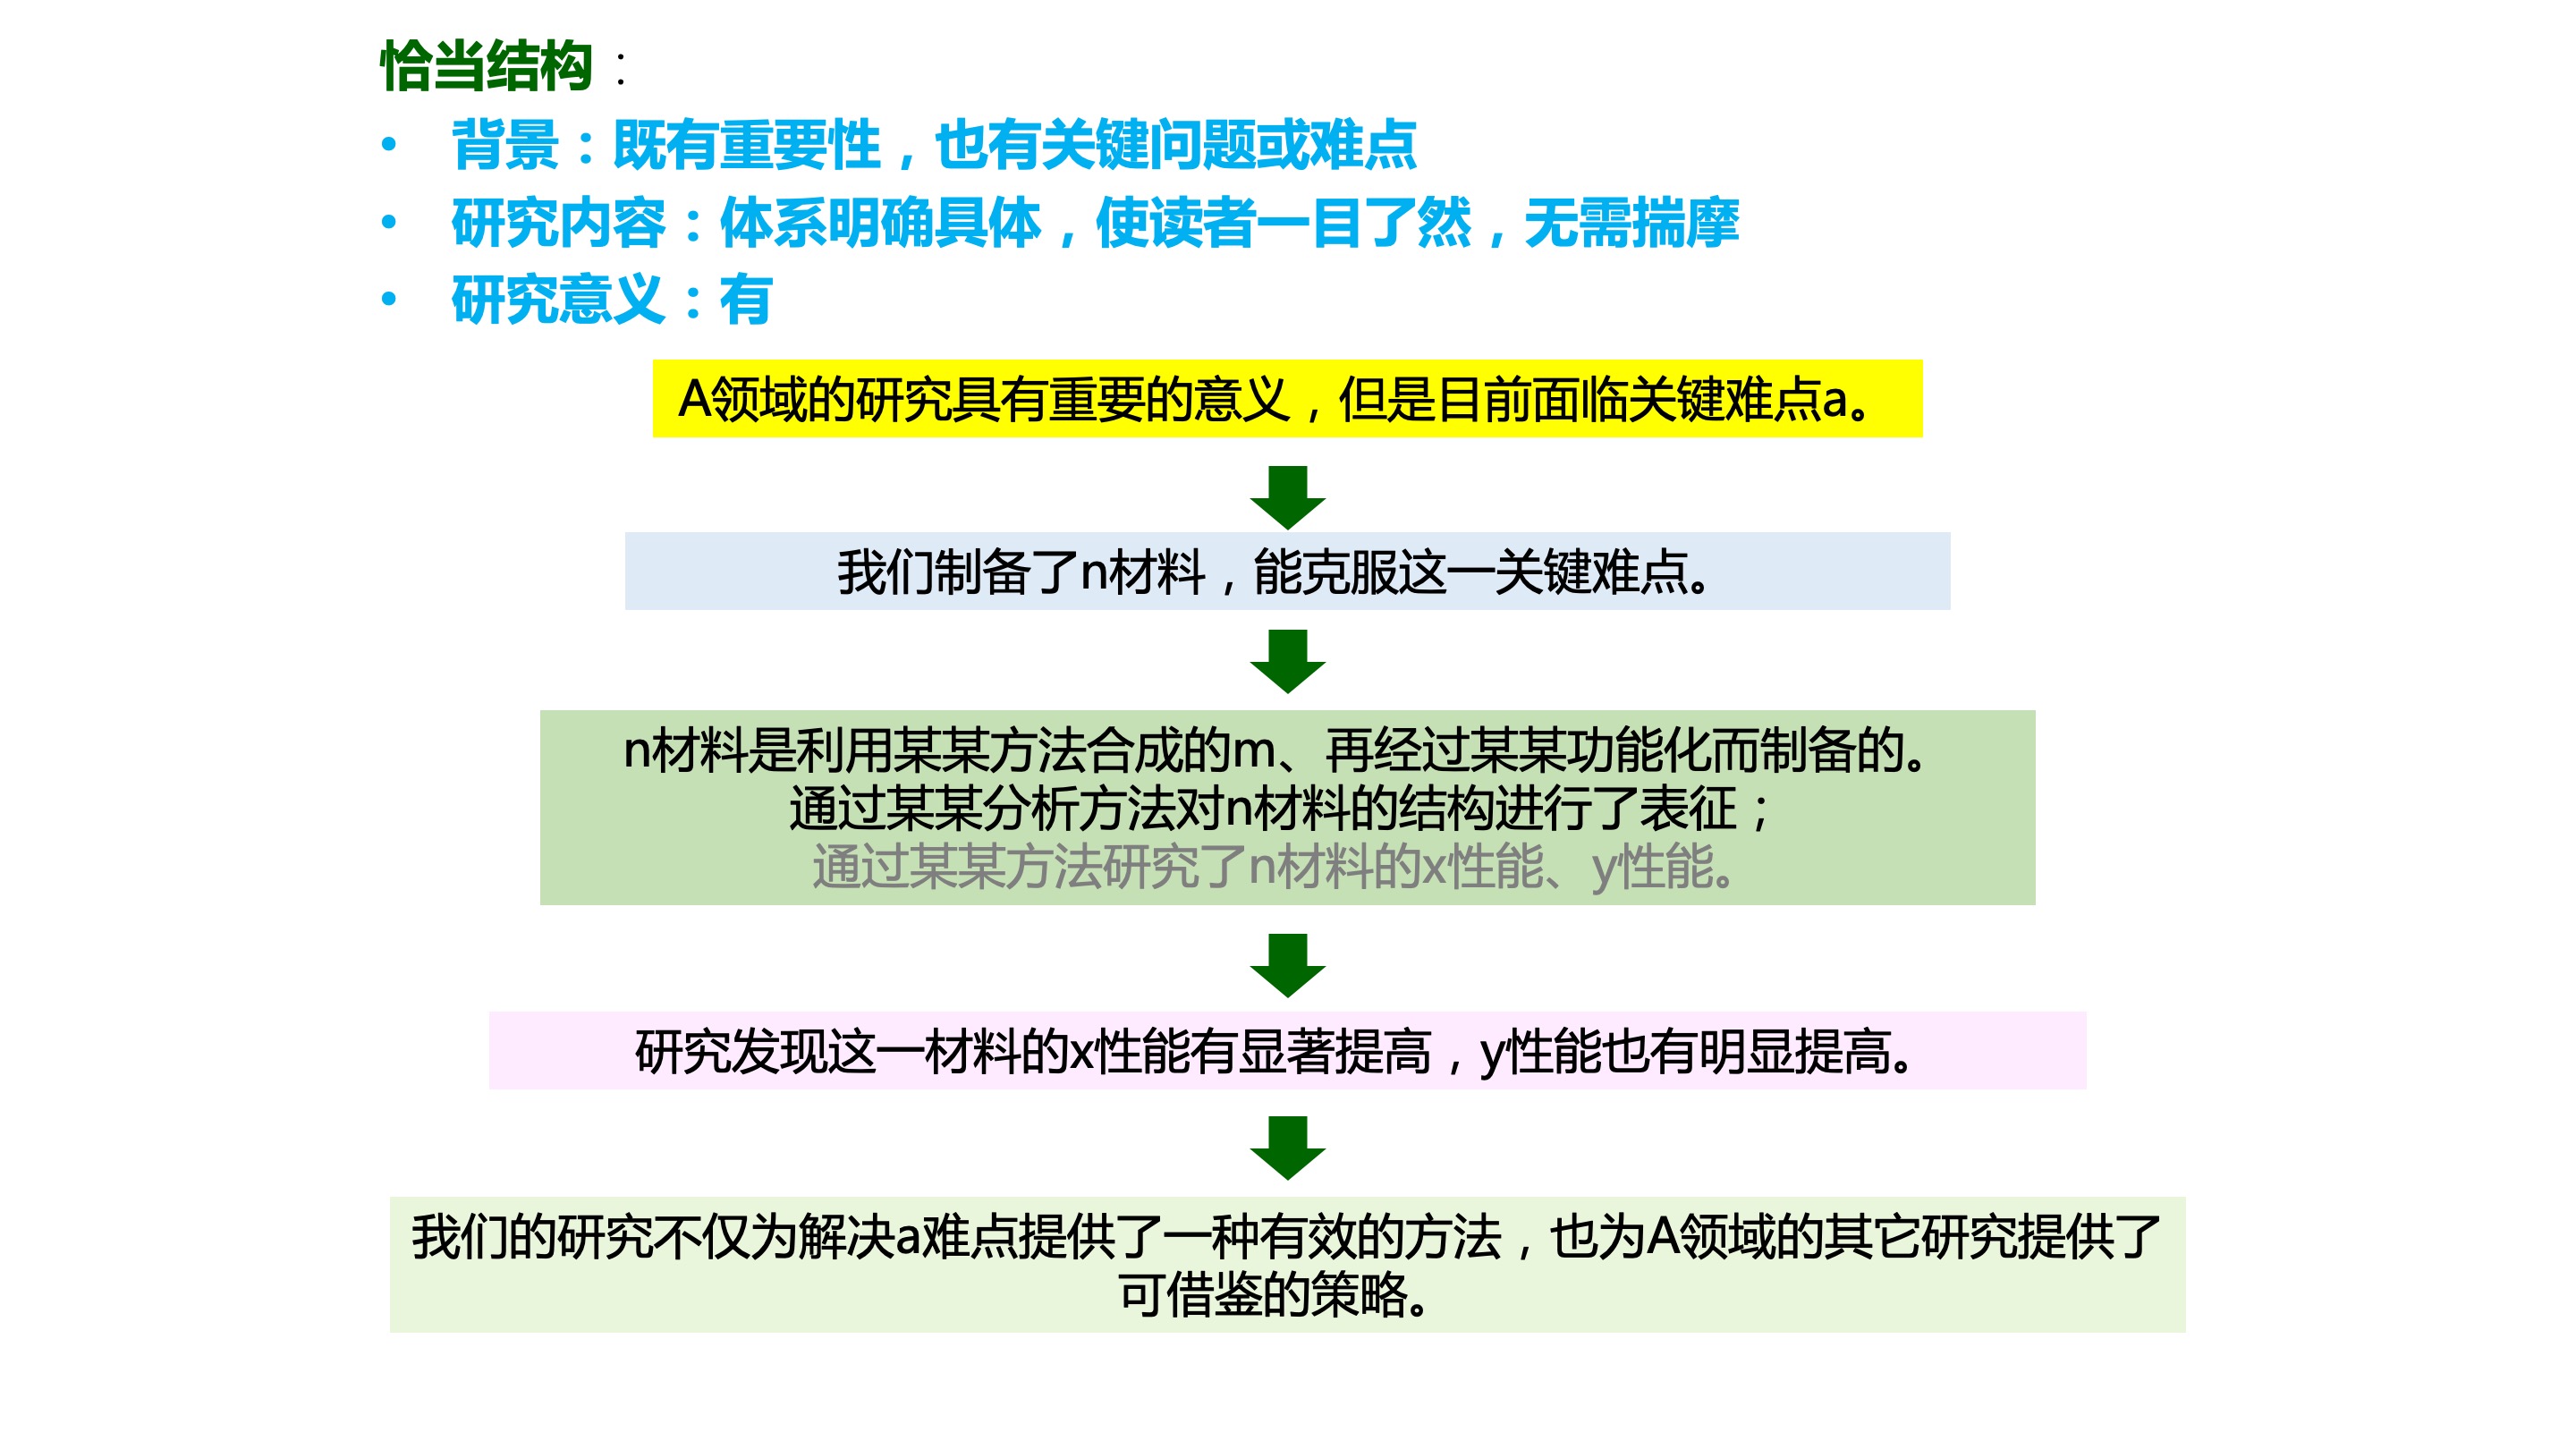 恰当结构：
• 背景：既有重要性，也有关键问题或难点
• 研究内容：体系明确具体，使读者一目了然，无需揣摩
• 研究意义：有
A领域的研究具有重要的意义，但是目前面临关键难点a。
我们制备了n材料，能克服这一关键难点。
n材料是利用某某方法合成的m、再经过某某功能化而制备的。
通过某某分析方法对n材料的结构进行了表征；
通过某某方法研究了n材料的x性能、y性能。
研究发现这一材料的x性能有显著提高，y性能也有明显提高。
我们的研究不仅为解决a难点提供了一种有效的方法，也为A领域的其它研究提供了
可借鉴的策略。